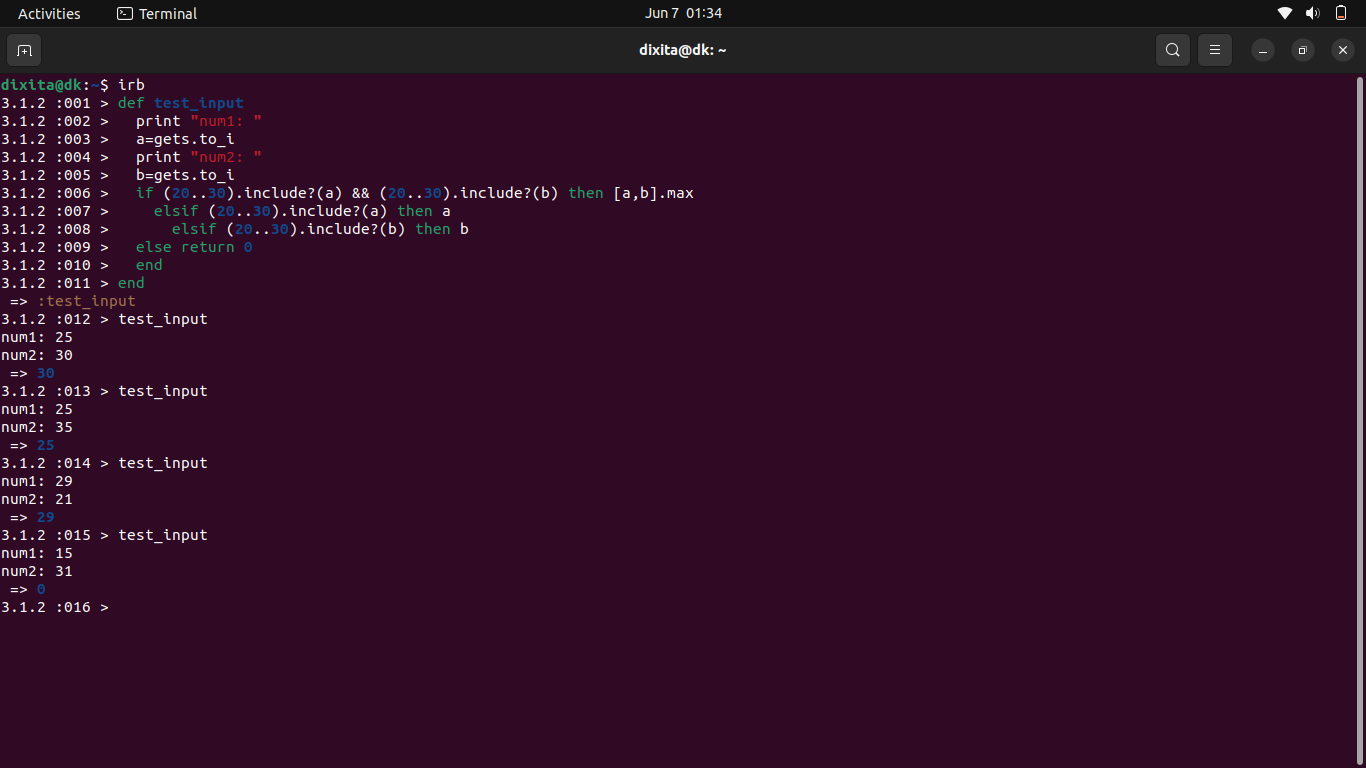 Activities Terminal Jun 7 01:34
dixita@dk: ~
dixita@dk:~$ irb
3.1.2 :001 > def test_input
3.1.2 :002 >   print "num1: "
3.1.2 :003 >   a=gets.to_i
3.1.2 :004 >   print "num2: "
3.1.2 :005 >   b=gets.to_i
3.1.2 :006 >   if (20..30).include?(a) && (20..30).include?(b) then [a,b].max
3.1.2 :007 >     elsif (20..30).include?(a) then a
3.1.2 :008 >       elsif (20..30).include?(b) then b
3.1.2 :009 >   else return 0
3.1.2 :010 >   end
3.1.2 :011 > end
 => :test_input
3.1.2 :012 > test_input
num1: 25
num2: 30
 => 30
3.1.2 :013 > test_input
num1: 25
num2: 35
 => 25
3.1.2 :014 > test_input
num1: 29
num2: 21
 => 29
3.1.2 :015 > test_input
num1: 15
num2: 31
 => 0
3.1.2 :016 >